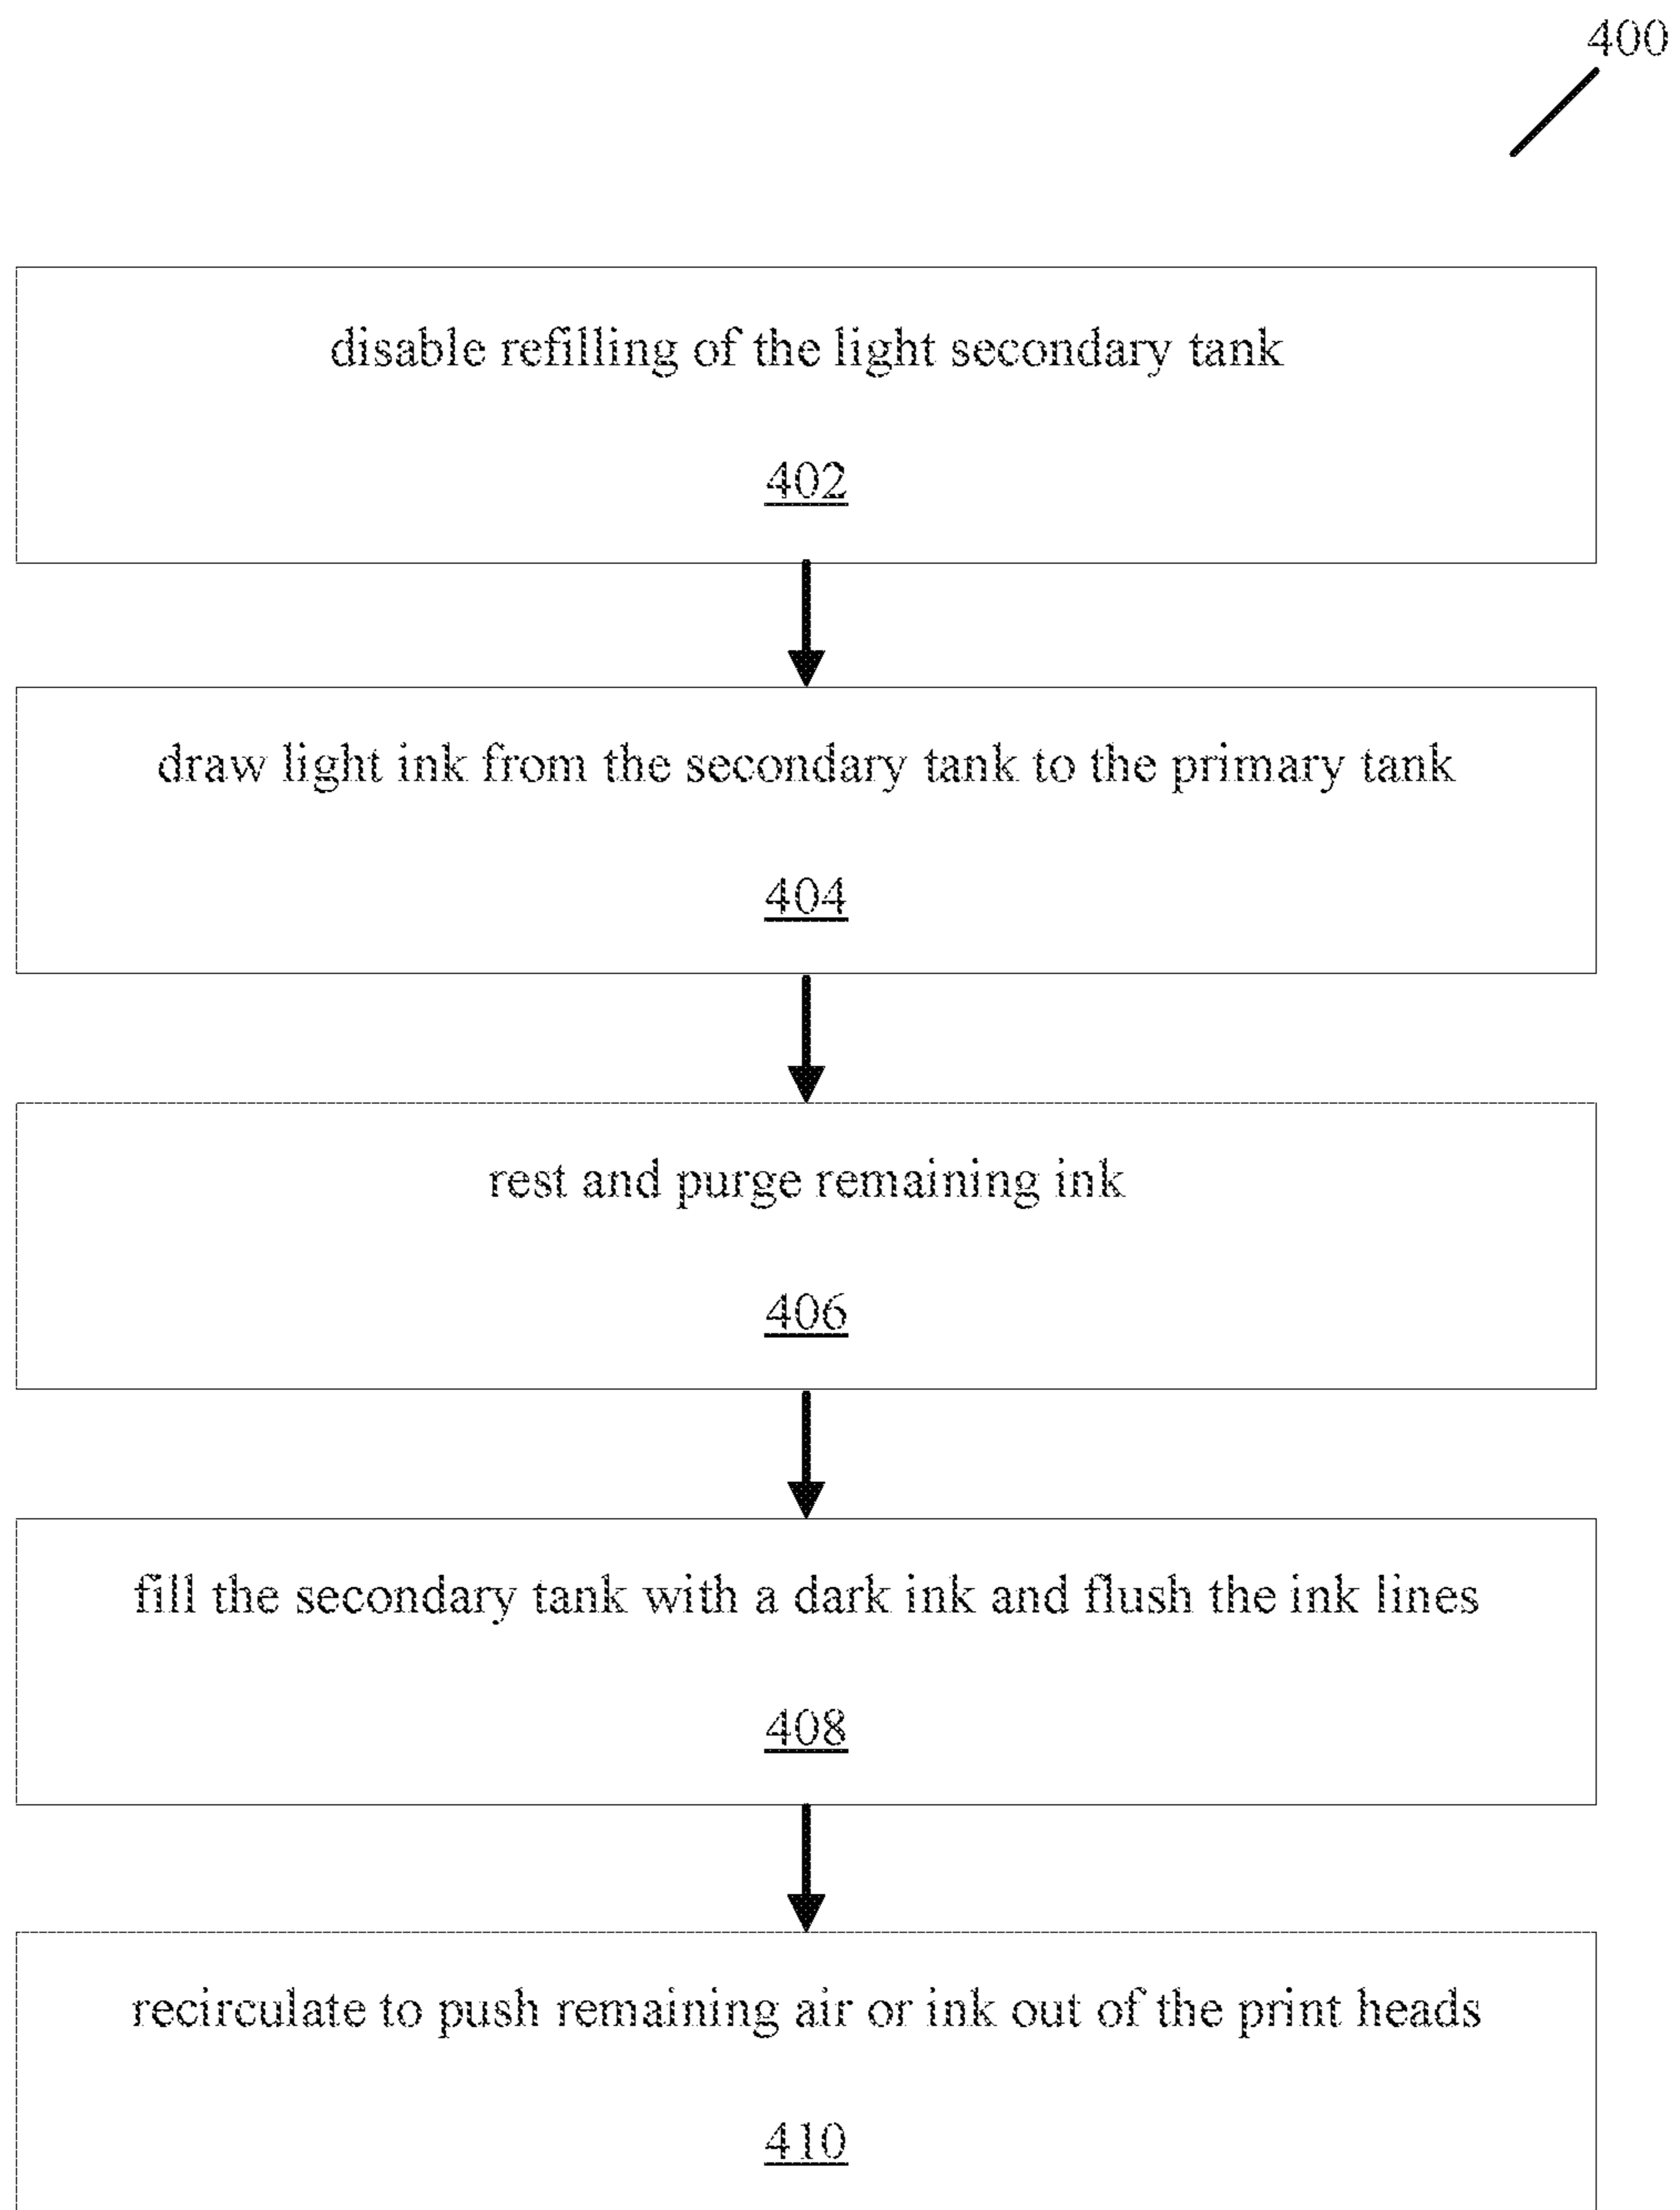 400
disable refilling of the light secondary tank
402
draw light ink from the secondary tank to the primary tank
404
rest and purge remaining ink
406
fill the secondary tank with a dark ink and flush the ink lines
408
recirculate to push remaining air or ink out of the print heads
410